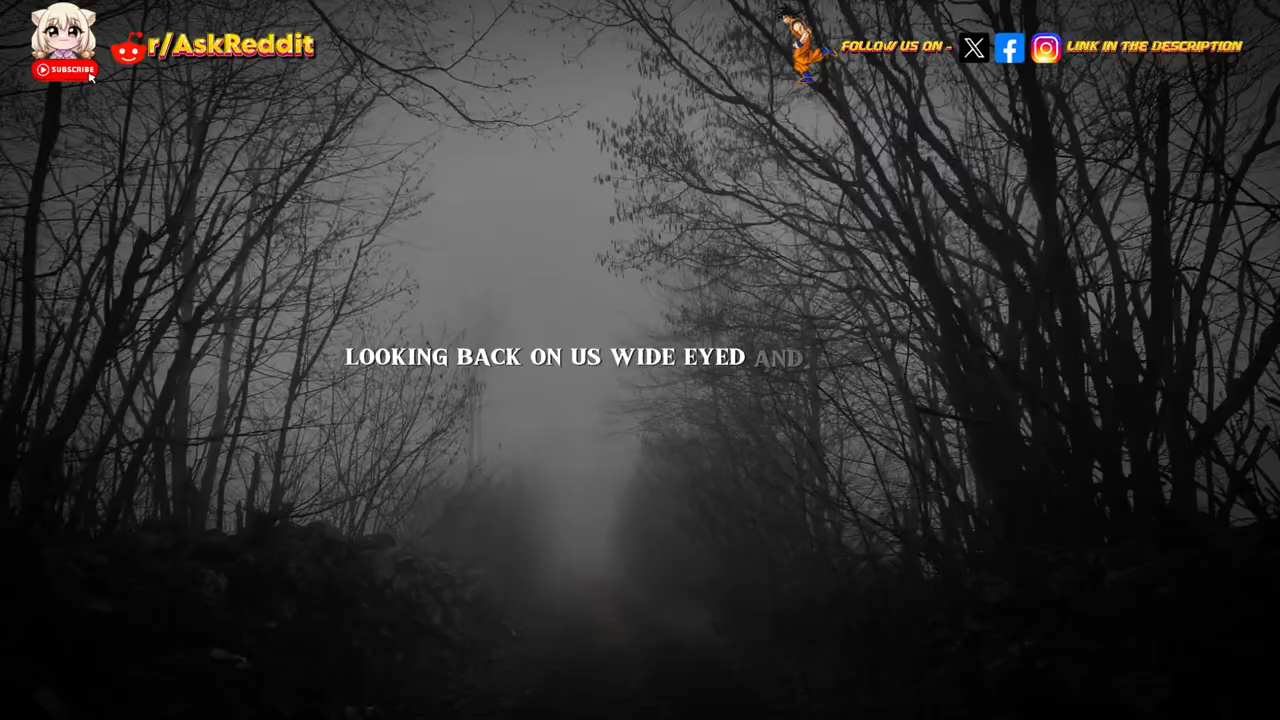 r/AskReddit
SUBSCRIBE
FOLLOW US ON -
LINK IN THE DESCRIPTION
LOOKING BACK ON US WIDE EYED AND